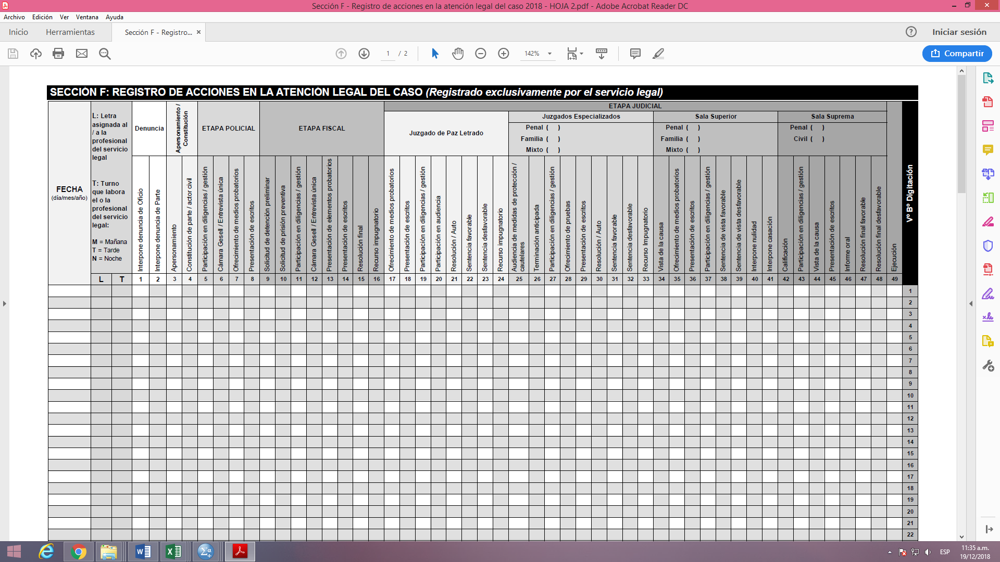 Sección F - Registro de acciones en la atención legal del caso 2018 - HOJA 2.pdf - Adobe Acrobat Reader DC
Archivo Edición Ver Ventana Ayuda
Inicio Herramientas Sección F - Registro... × Iniciar sesión
1 / 2 142% Compartir
SECCIÓN F: REGISTRO DE ACCIONES EN LA ATENCIÓN LEGAL DEL CASO (Registrado exclusivamente por el servicio legal)
FECHA
(día/mes/año)
L: Letra
asignada al
/ a la
profesional
del servicio
legal
T: Turno
que labora
el o la
profesional
del servicio
legal:
M = Mañana
T = Tarde
N = Noche
Denuncia
Apersonamiento /
Constitución
ETAPA POLICIAL
ETAPA FISCAL
ETAPA JUDICIAL
Juzgado de Paz Letrado
Juzgados Especializados
Penal ( )
Familia ( )
Mixto ( )
Sala Superior
Penal ( )
Familia ( )
Mixto ( )
Sala Suprema
Penal ( )
Civil ( )
Interpone denuncia de Oficio
Interpone denuncia de Parte
Apersonamiento
Constitución de parte / actor civil
Participación en diligencias / gestión
Cámara Gesell / Entrevista única
Ofrecimiento de medios probatorios
Presentación de escritos
Solicitud de detención preliminar
Solicitud de prisión preventiva
Participación en diligencias / gestión
Cámara Gesell / Entrevista única
Presentación de elementos probatorios
Presentación de escritos
Resolución final
Recurso impugnatorio
Ofrecimiento de medios probatorios
Presentación de escritos
Participación en diligencias / gestión
Participación en audiencia
Resolución / Auto
Sentencia favorable
Sentencia desfavorable
Recurso impugnatorio
Audiencia de medidas de protección /
cautelares
Terminación anticipada
Participación en diligencias / gestión
Ofrecimiento de pruebas
Presentación de escritos
Resolución / Auto
Sentencia favorable
Sentencia desfavorable
Recurso Impugnatorio
Vista de la causa
Ofrecimiento de medios probatorios
Presentación de escritos
Participación en diligencias / gestión
Sentencia de vista favorable
Sentencia de vista desfavorable
Interpone nulidad
Interpone casación
Calificación
Participación en diligencias / gestión
Vista de la causa
Presentación de escritos
Informe oral
Resolución final favorable
Resolución final desfavorable
Ejecución
V° B° Digitación
L T 1 2 3 4 5 6 7 8 9 10 11 12 13 14 15 16 17 18 19 20 21 22 23 24 25 26 27 28 29 30 31 32 33 34 35 36 37 38 39 40 41 42 43 44 45 46 47 48 49
1
2
3
4
5
6
7
8
9
10
11
12
13
14
15
16
17
18
19
20
21
22
ESP
11:35 a.m.
19/12/2018